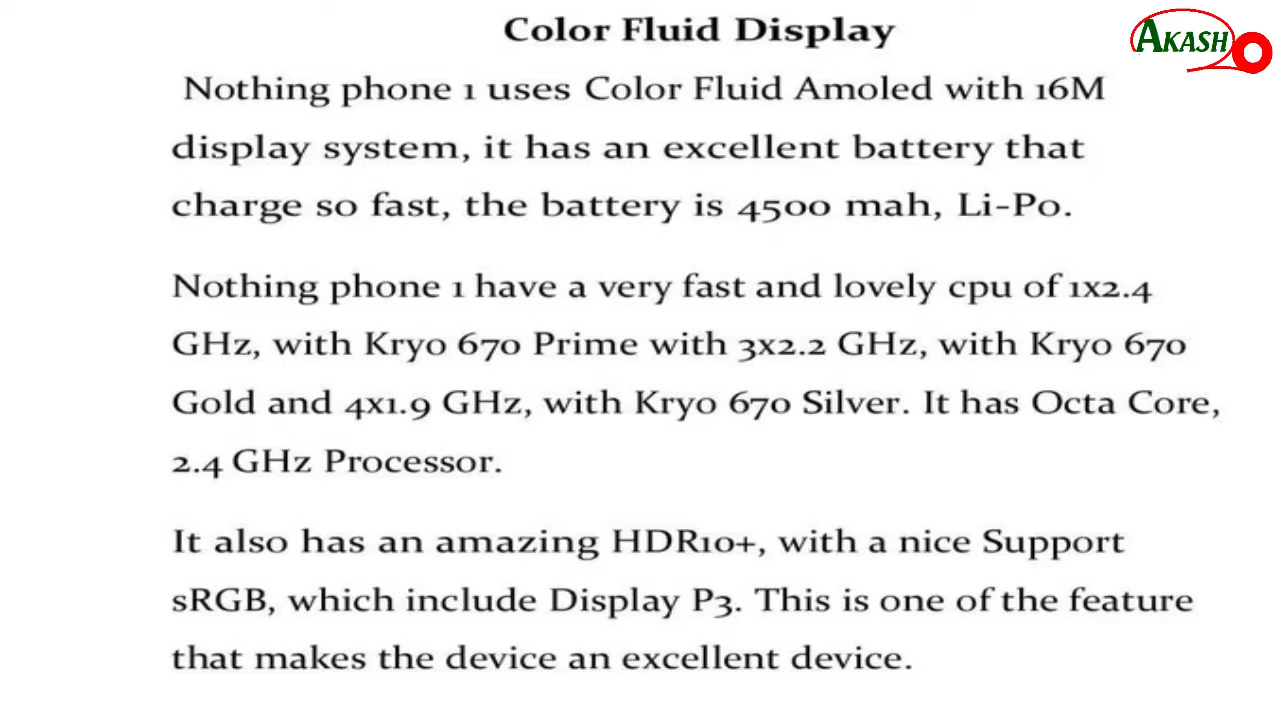 Color Fluid Display
AKASH
Nothing phone 1 uses Color Fluid Amoled with 16M
display system, it has an excellent battery that
charge so fast, the battery is 4500 mah, Li-Po.
Nothing phone 1 have a very fast and lovely cpu of 1x2.4
GHz, with Kryo 670 Prime with 3x2.2 GHz, with Kryo 670
Gold and 4x1.9 GHz, with Kryo 670 Silver. It has Octa Core,
2.4 GHz Processor.
It also has an amazing HDR10+, with a nice Support
sRGB, which include Display P3. This is one of the feature
that makes the device an excellent device.